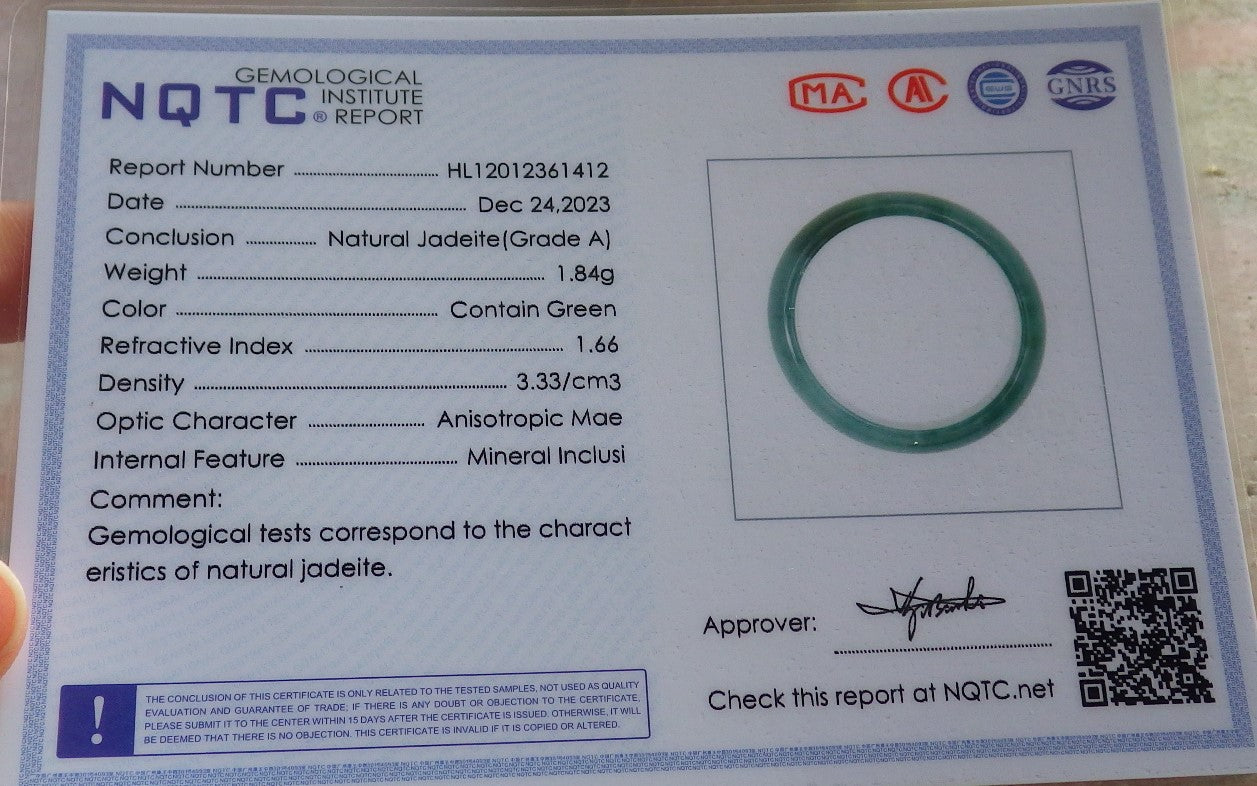 NQTC® GEMOLOGICAL INSTITUTE REPORT
MA
AL
GWS
GNRS
Report Number ........................ HL12012361412
Date ........................ Dec 24,2023
Conclusion ........................ Natural Jadeite(Grade A)
Weight ........................ 1.84g
Color ........................ Contain Green
Refractive Index ........................ 1.66
Density ........................ 3.33/cm3
Optic Character ........................ Anisotropic Mae
Internal Feature ........................ Mineral Inclusi
Comment:
Gemological tests correspond to the charact
eristics of natural jadeite.
Approver:
Check this report at NQTC.net
!
THE CONCLUSION OF THIS CERTIFICATE IS ONLY RELATED TO THE TESTED SAMPLES, NOT USED AS QUALITY
EVALUATION AND GUARANTEE OF TRADE; IF THERE IS ANY DOUBT OR OBJECTION TO THE CERTIFICATE,
PLEASE SUBMIT IT TO THE CENTER WITHIN 15 DAYS AFTER THE CERTIFICATE IS ISSUED. OTHERWISE, IT WILL
BE DEEMED THAT THERE IS NO OBJECTION. THIS CERTIFICATE IS INVALID IF IT IS COPIED OR ALTERED.